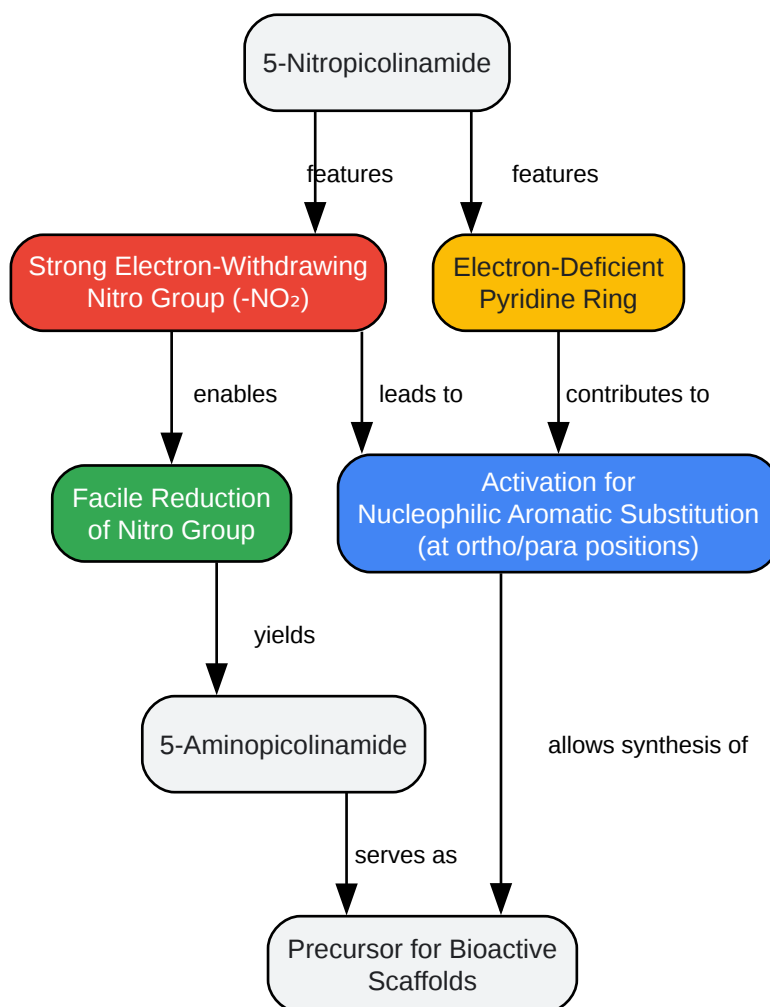 5-Nitropicolinamide
features
features
Strong Electron-Withdrawing
Nitro Group (-NO₂)
Electron-Deficient
Pyridine Ring
enables
leads to
contributes to
Facile Reduction
of Nitro Group
Activation for
Nucleophilic Aromatic Substitution
(at ortho/para positions)
yields
5-Aminopicolinamide
allows synthesis of
serves as
Precursor for Bioactive
Scaffolds